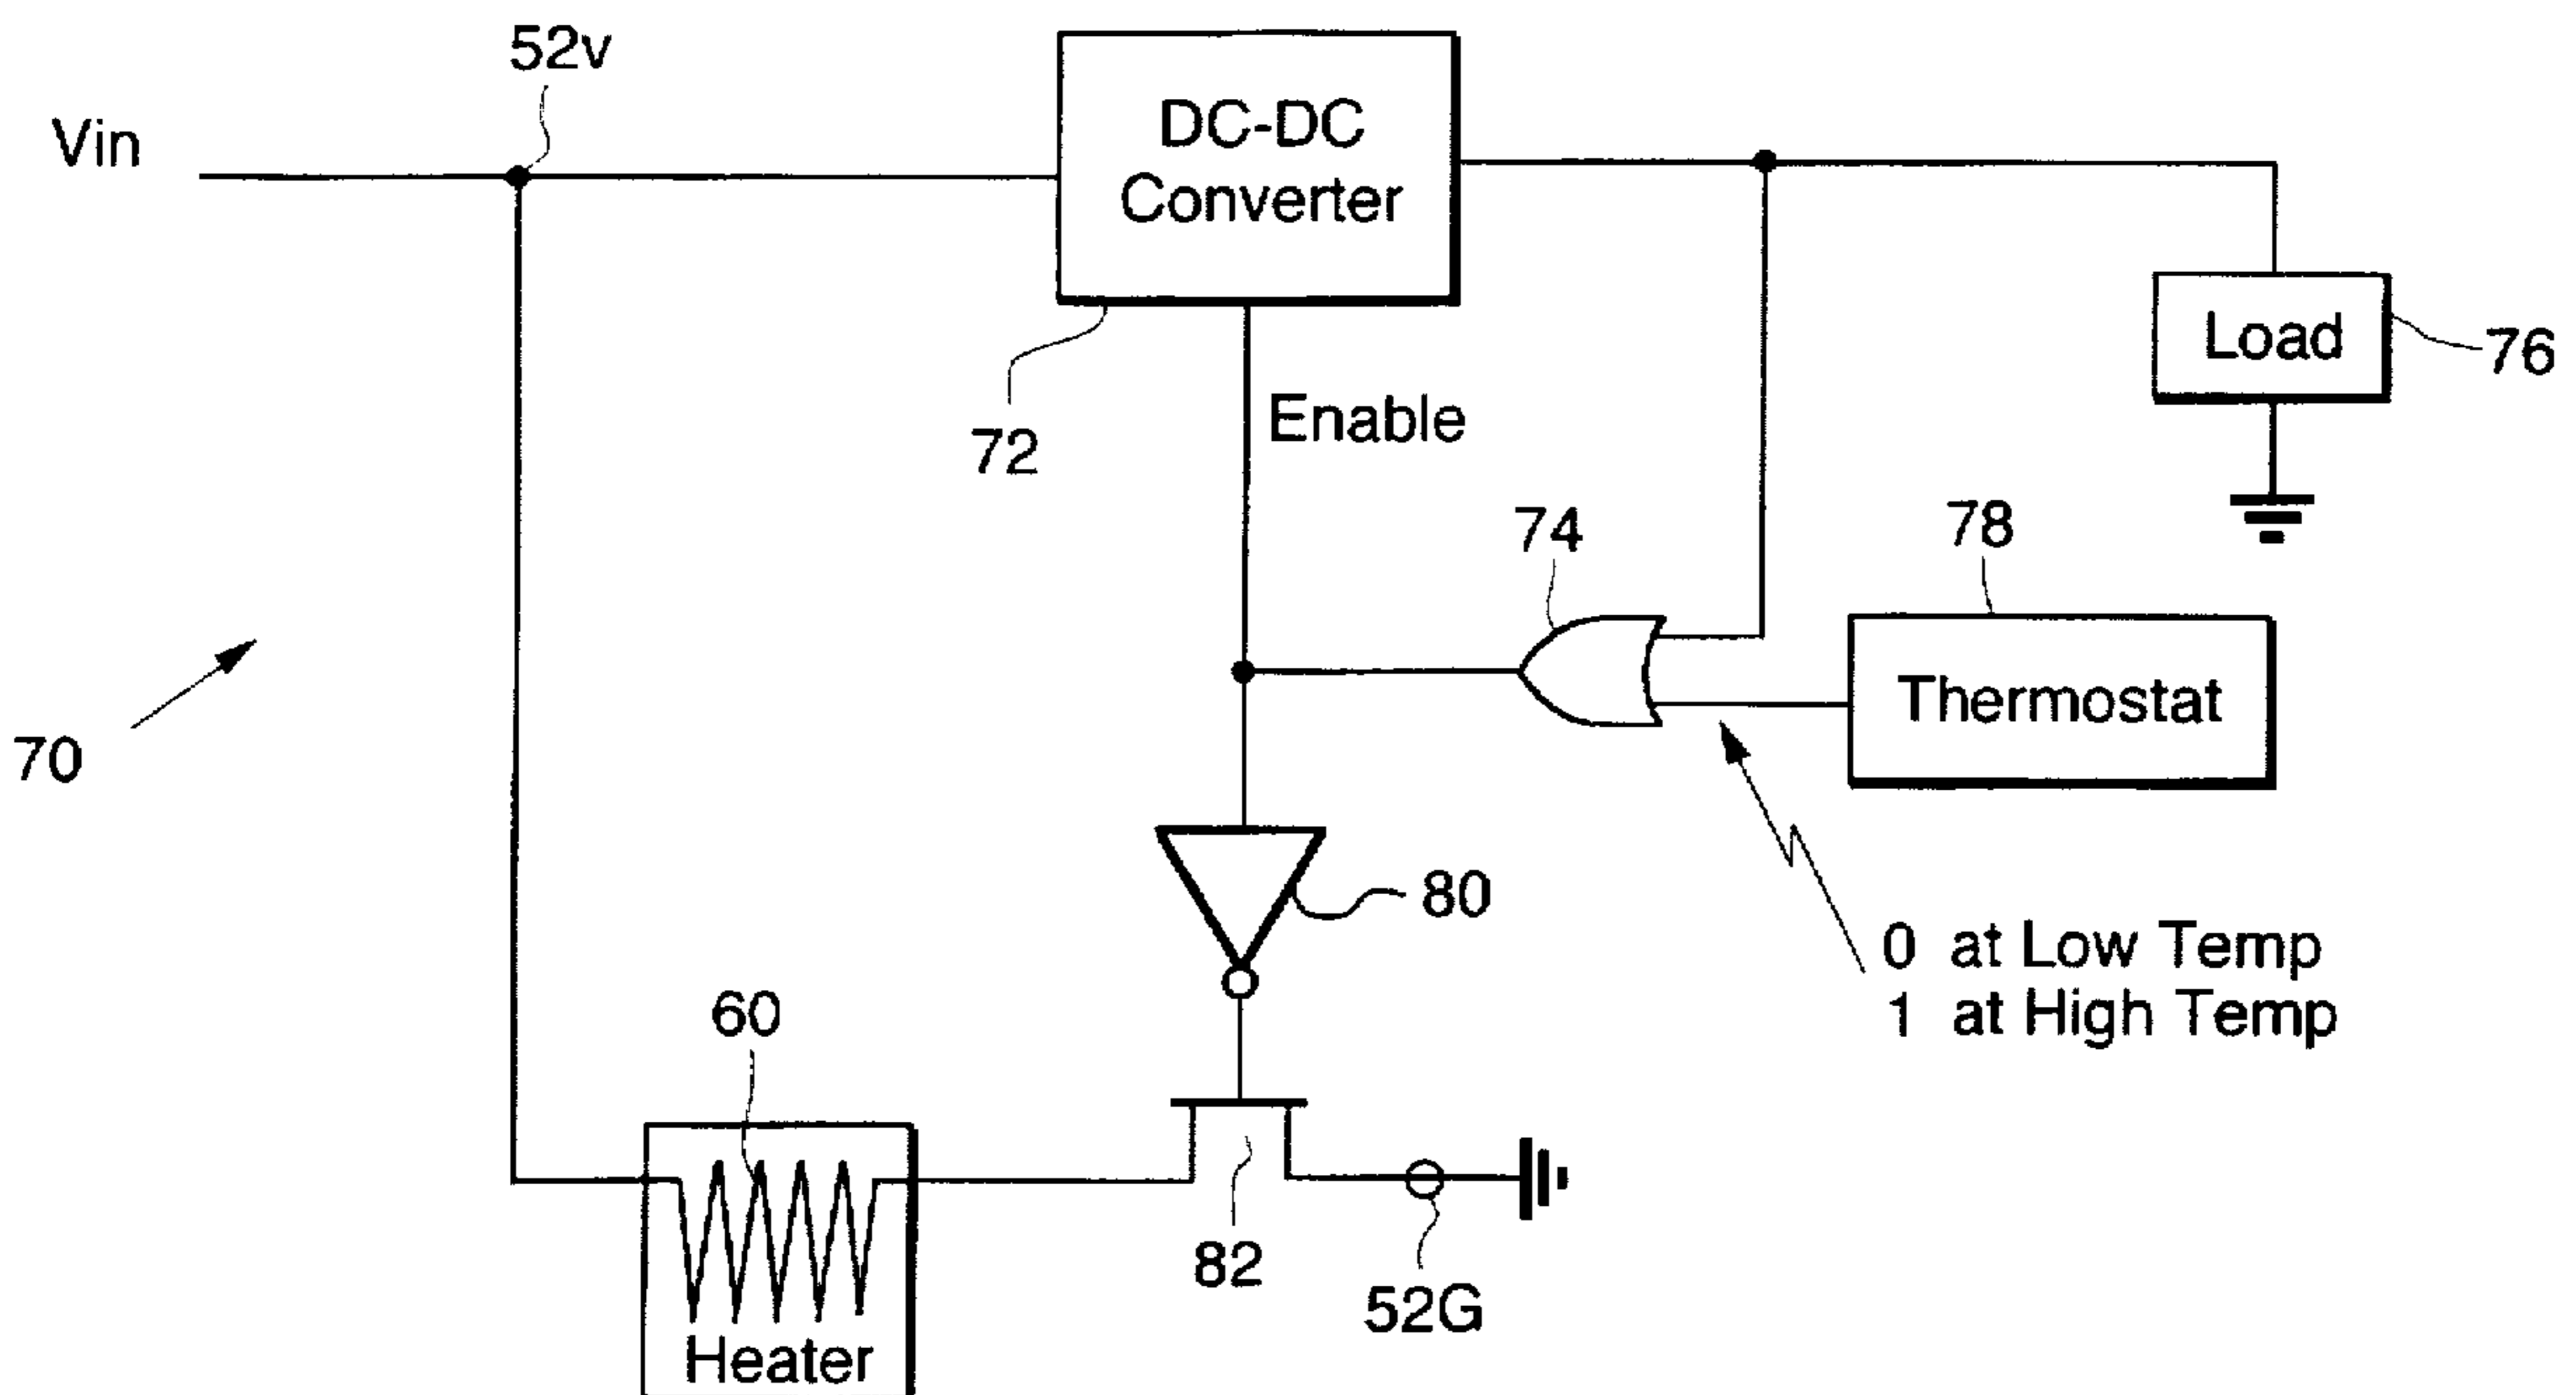 52v
Vin
DC-DC
Converter
Load
76
72
Enable
74
78
Thermostat
70
80
0 at Low Temp
1 at High Temp
60
82
52G
Heater